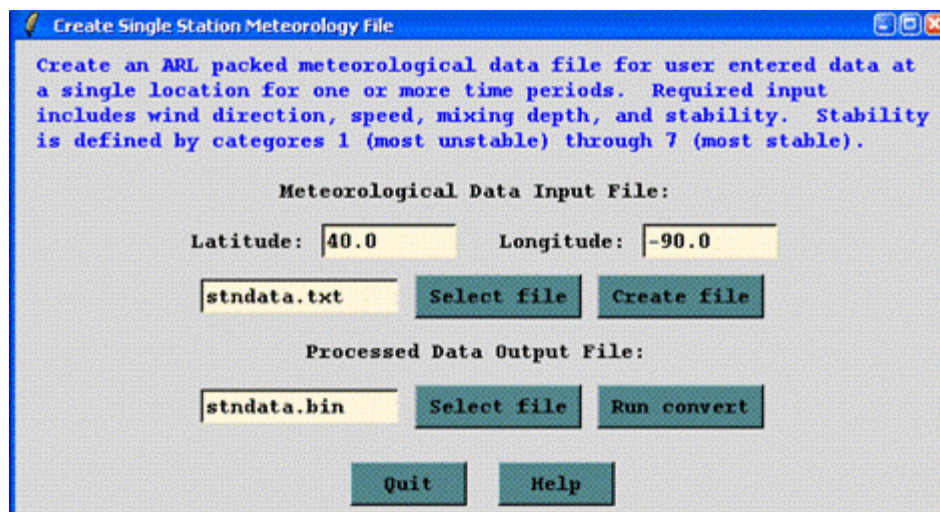 Create Single Station Meteorology File
Create an ARL packed meteorological data file for user entered data at
a single location for one or more time periods. Required input
includes wind direction, speed, mixing depth, and stability. Stability
is defined by categores 1 (most unstable) through 7 (most stable).
Meteorological Data Input File:
Latitude: 40.0 Longitude: -90.0
stndata.txt Select file Create file
Processed Data Output File:
stndata.bin Select file Run convert
Quit Help